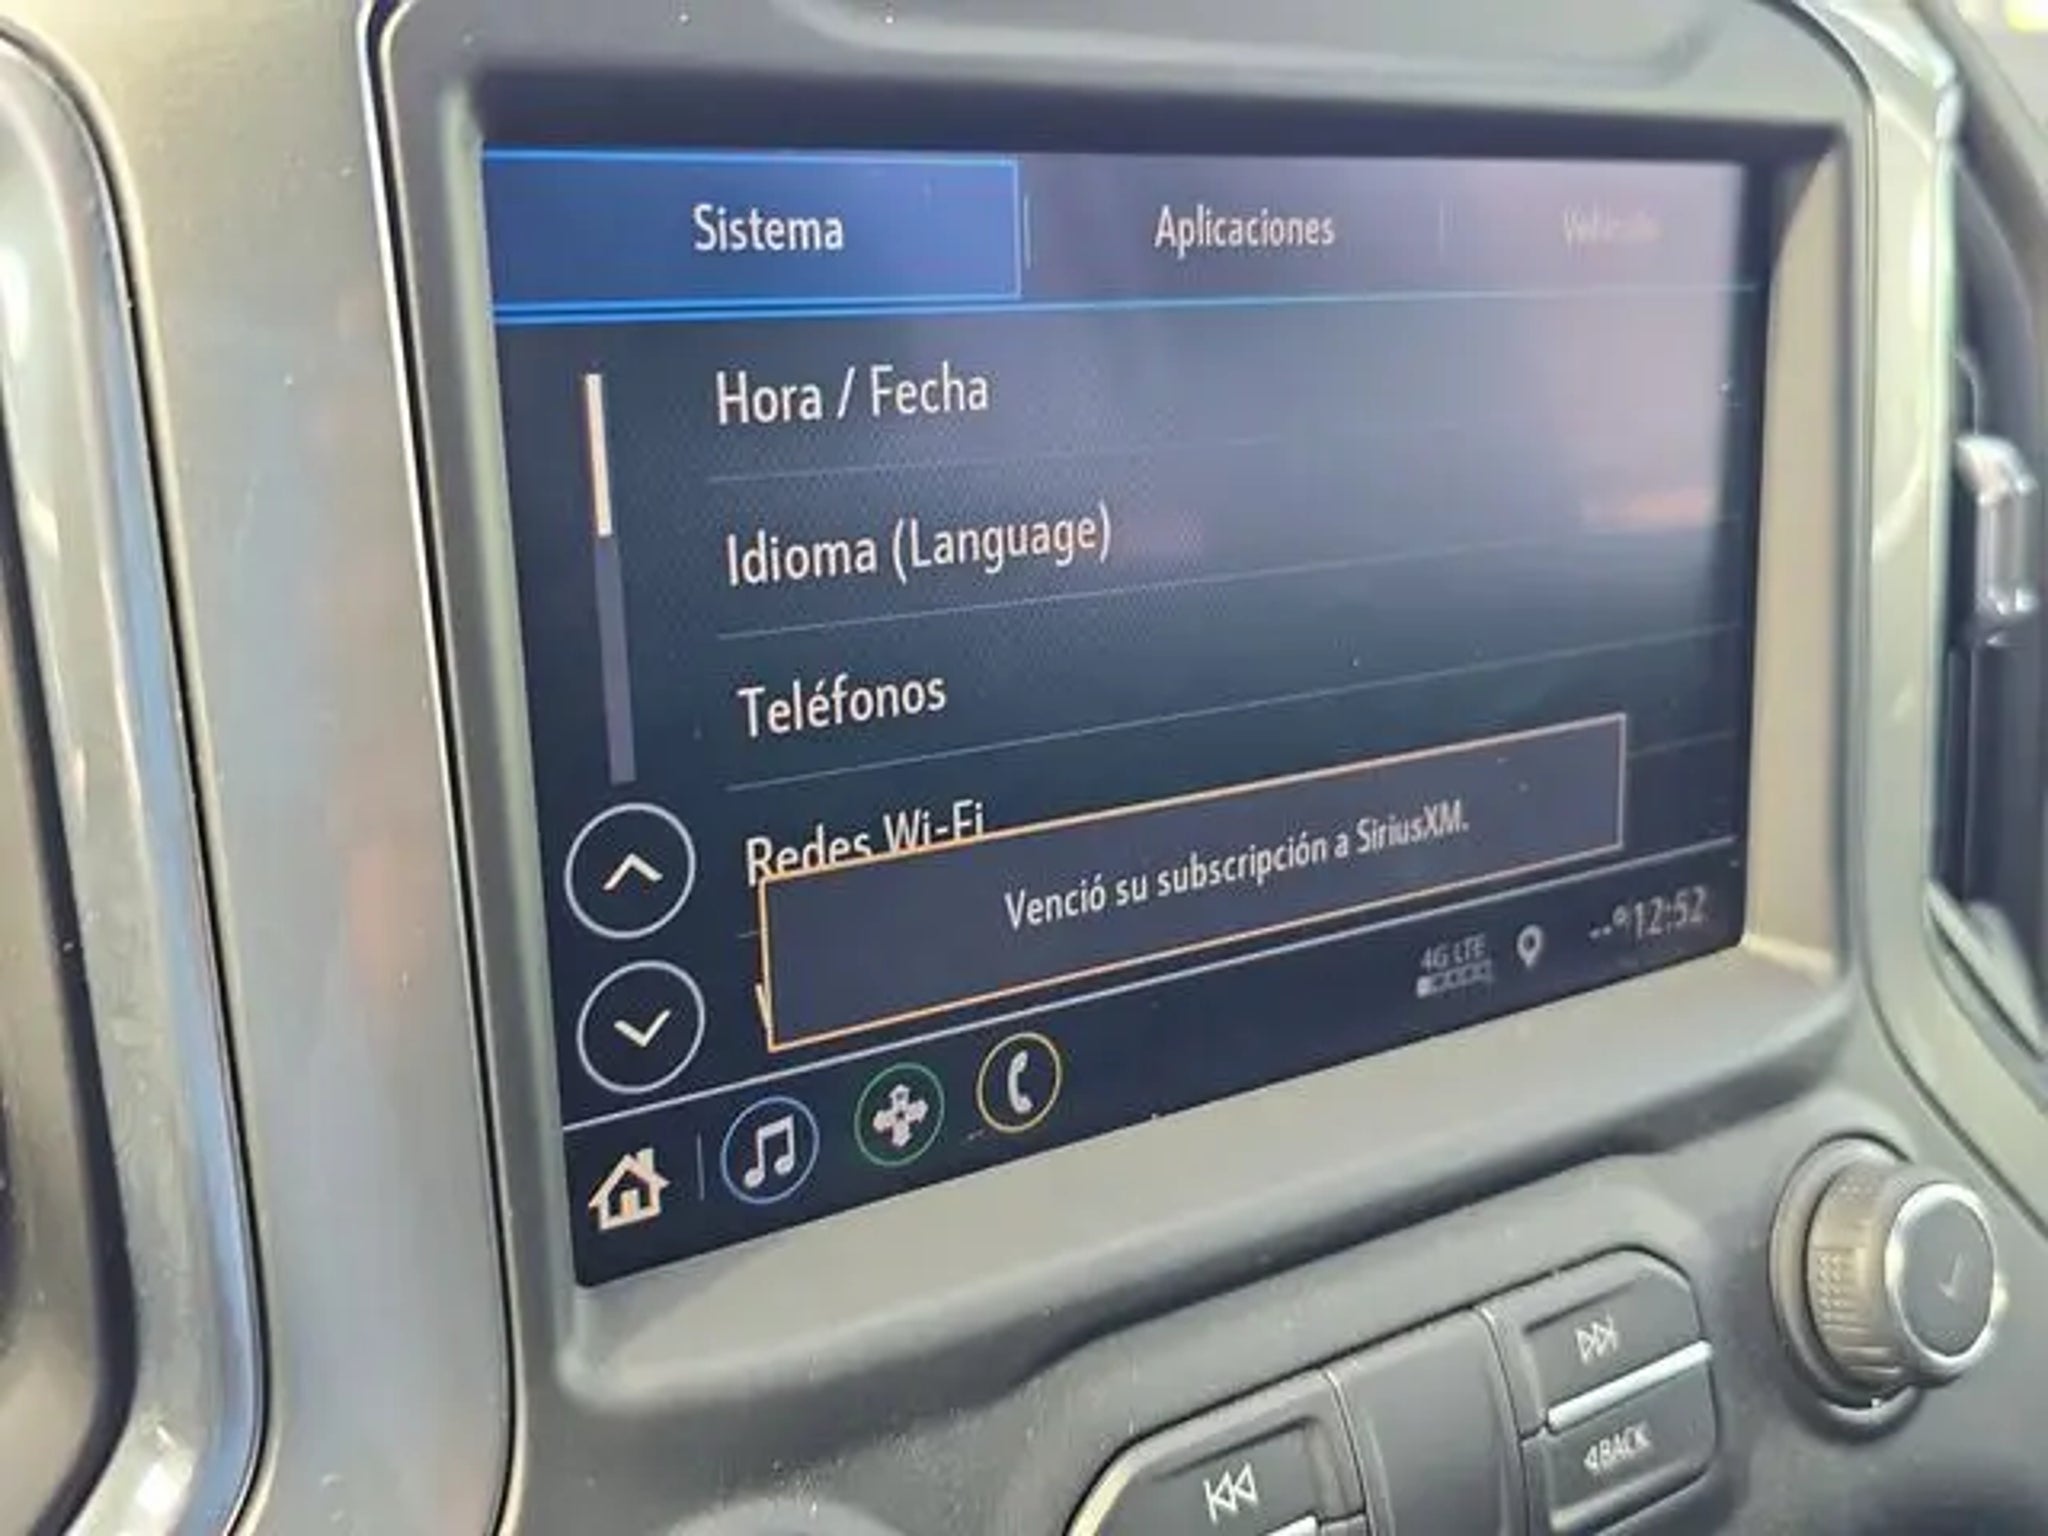 Sistema
Aplicaciones
Vehículo
Hora / Fecha
Idioma (Language)
Teléfonos
Redes Wi-Fi
Venció su subscripción a SiriusXM.
4G LTE
--° 12:52
BACK